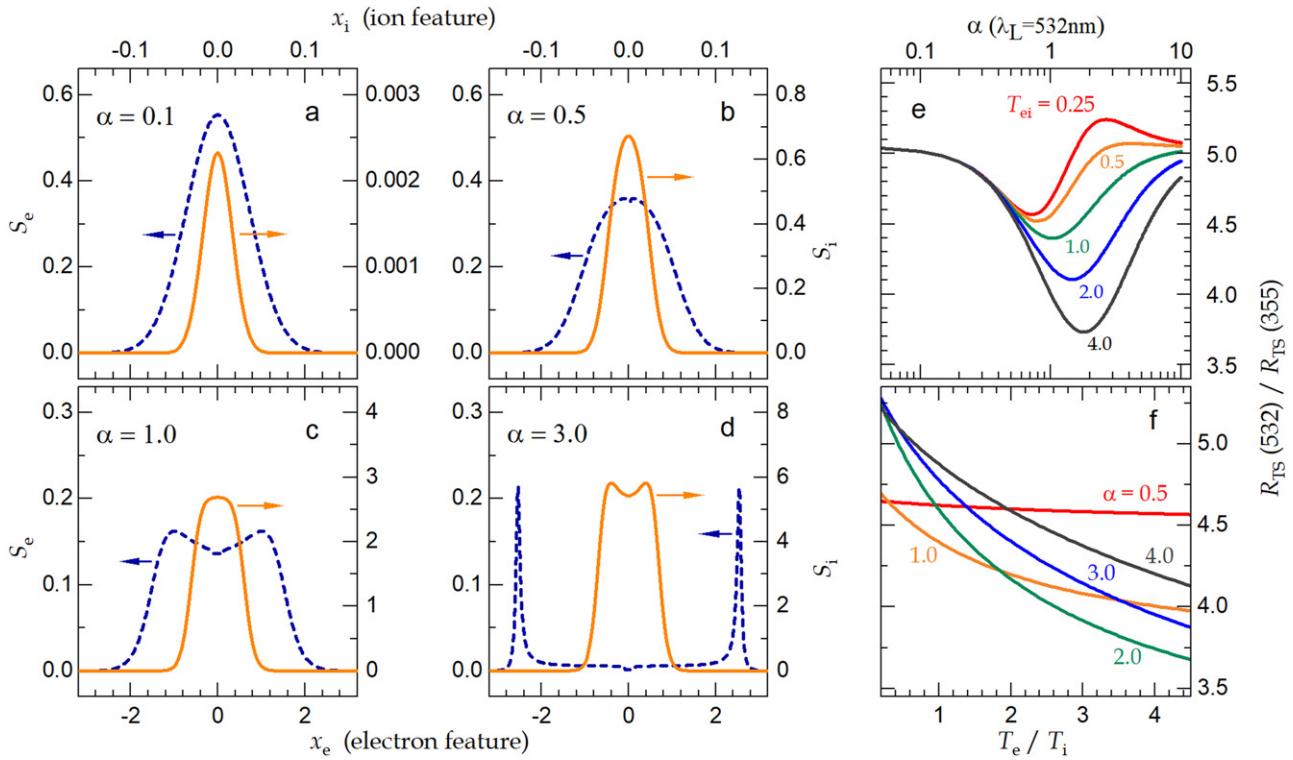 x_i (ion feature)
-0.1 0.0 0.1
-0.1 0.0 0.1
α (λ_L=532nm)
0.1 1 10
α = 0.1
a
S_e
0.6
0.4
0.2
0.0
0.003
0.002
0.001
0.000
α = 0.5
b
0.6
0.4
0.2
0.0
0.8
0.6
0.4
0.2
0.0
S_i
e
T_ei = 0.25
0.5
1.0
2.0
4.0
5.5
5.0
4.5
4.0
3.5
R_TS (532) / R_TS (355)
α = 1.0
c
S_e
0.3
0.2
0.1
0.0
4
3
2
1
0
-2 0 2
α = 3.0
d
0.3
0.2
0.1
0.0
8
6
4
2
0
S_i
-2 0 2
x_e (electron feature)
f
α = 0.5
1.0
4.0
3.0
2.0
5.0
4.5
4.0
3.5
1 2 3 4
T_e / T_i